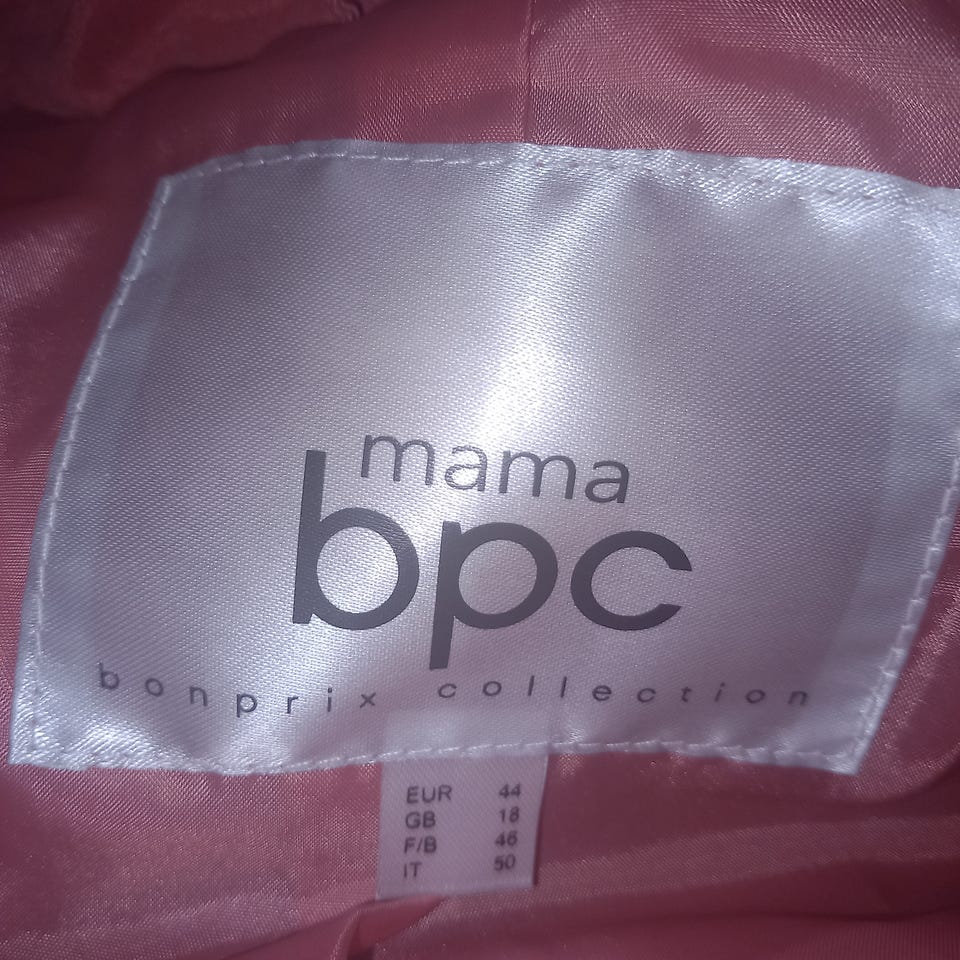 mama
bpc
bonprix collection
EUR 44
GB 18
F/B 46
IT 50